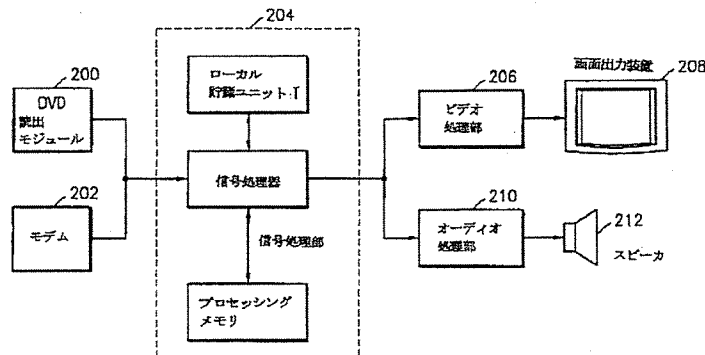 204
200
DVD
読出
モジュール
202
モデム
ローカル
貯蔵ユニット
信号処理器
信号処理部
プロセッシング
メモリ
206
ビデオ
処理部
画面出力装置
208
210
オーディオ
処理部
212
スピーカ